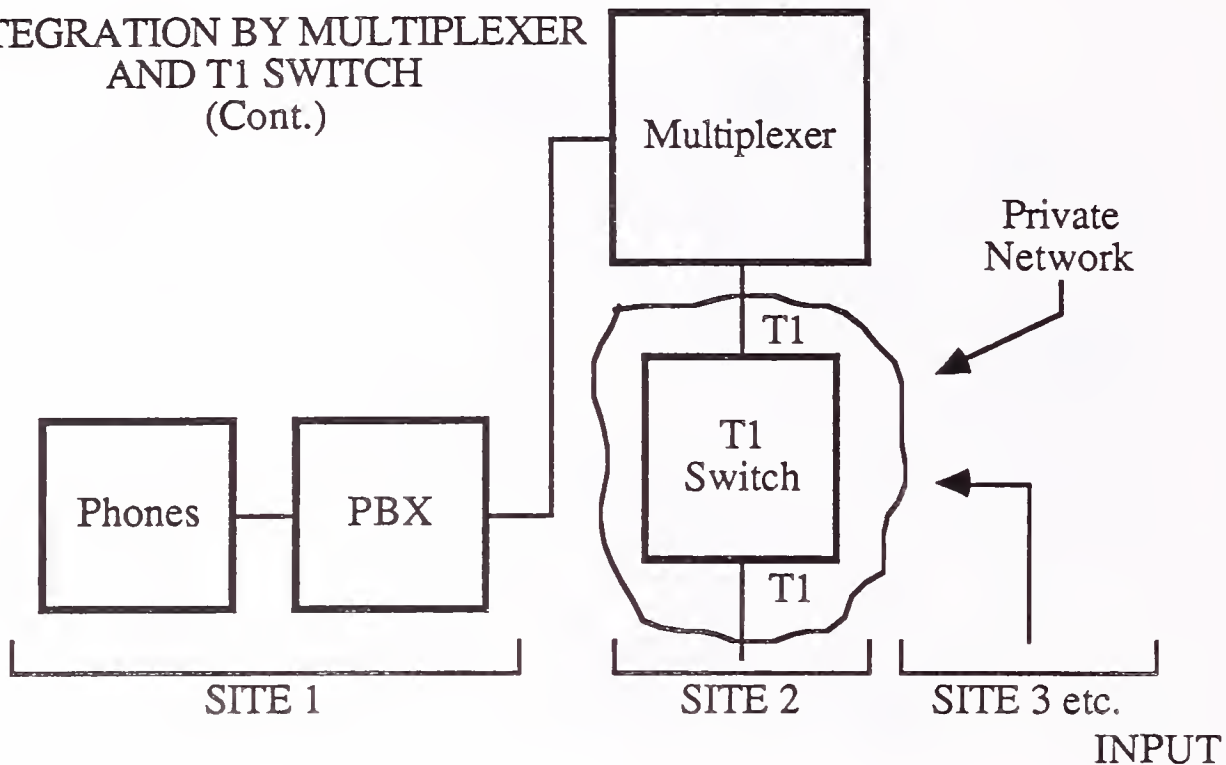 TEGRATION BY MULTIPLEXER
AND T1 SWITCH
(Cont.)
Multiplexer
Private
Network
T1
T1
Switch
Phones
PBX
T1
SITE 1
SITE 2
SITE 3 etc.
INPUT